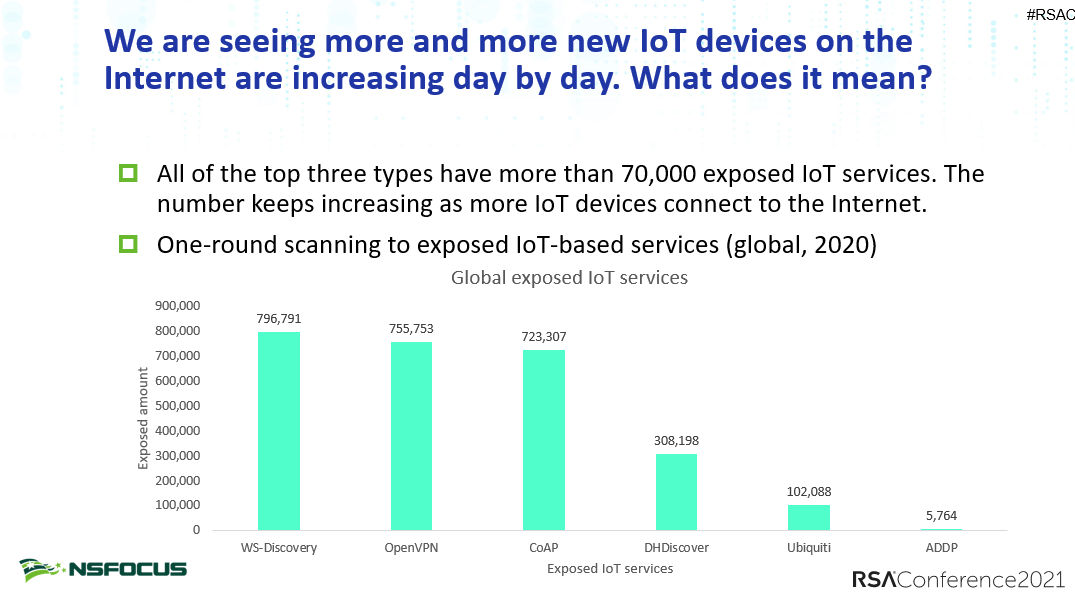 #RSAC
We are seeing more and more new IoT devices on the
Internet are increasing day by day. What does it mean?
All of the top three types have more than 70,000 exposed IoT services. The
number keeps increasing as more IoT devices connect to the Internet.
One-round scanning to exposed IoT-based services (global, 2020)
Global exposed IoT services
Exposed amount
900,000
800,000
700,000
600,000
500,000
400,000
300,000
200,000
100,000
0
796,791
755,753
723,307
308,198
102,088
5,764
WS-Discovery
OpenVPN
CoAP
DHDiscover
Ubiquiti
ADDP
Exposed IoT services
NSFOCUS
RSAConference2021